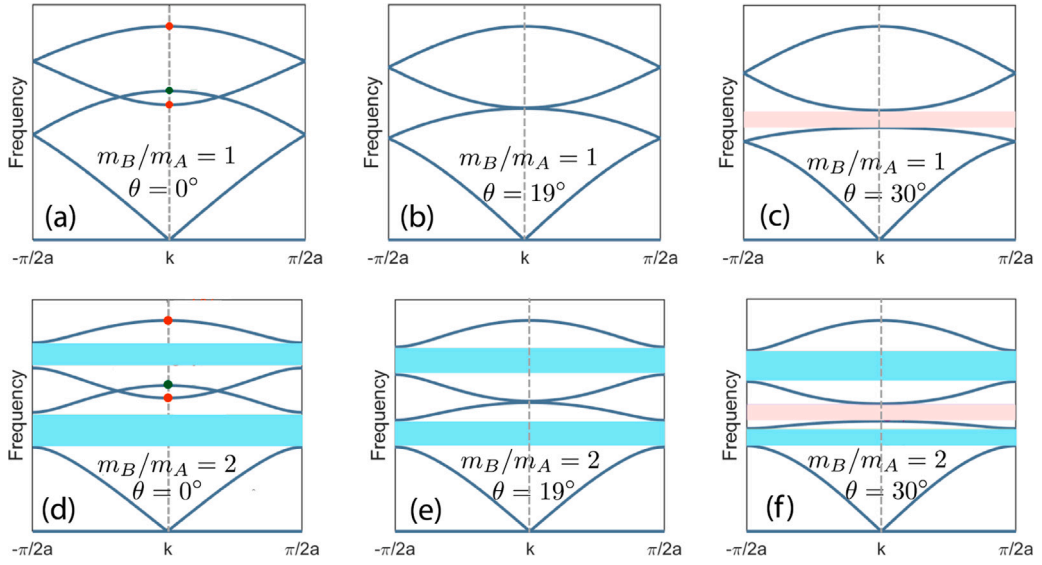 Frequency
m_B/m_A = 1
θ = 0°
(a)
-π/2a k π/2a
Frequency
m_B/m_A = 1
θ = 19°
(b)
-π/2a k π/2a
Frequency
m_B/m_A = 1
θ = 30°
(c)
-π/2a k π/2a
Frequency
m_B/m_A = 2
θ = 0°
(d)
-π/2a k π/2a
Frequency
m_B/m_A = 2
θ = 19°
(e)
-π/2a k π/2a
Frequency
m_B/m_A = 2
θ = 30°
(f)
-π/2a k π/2a